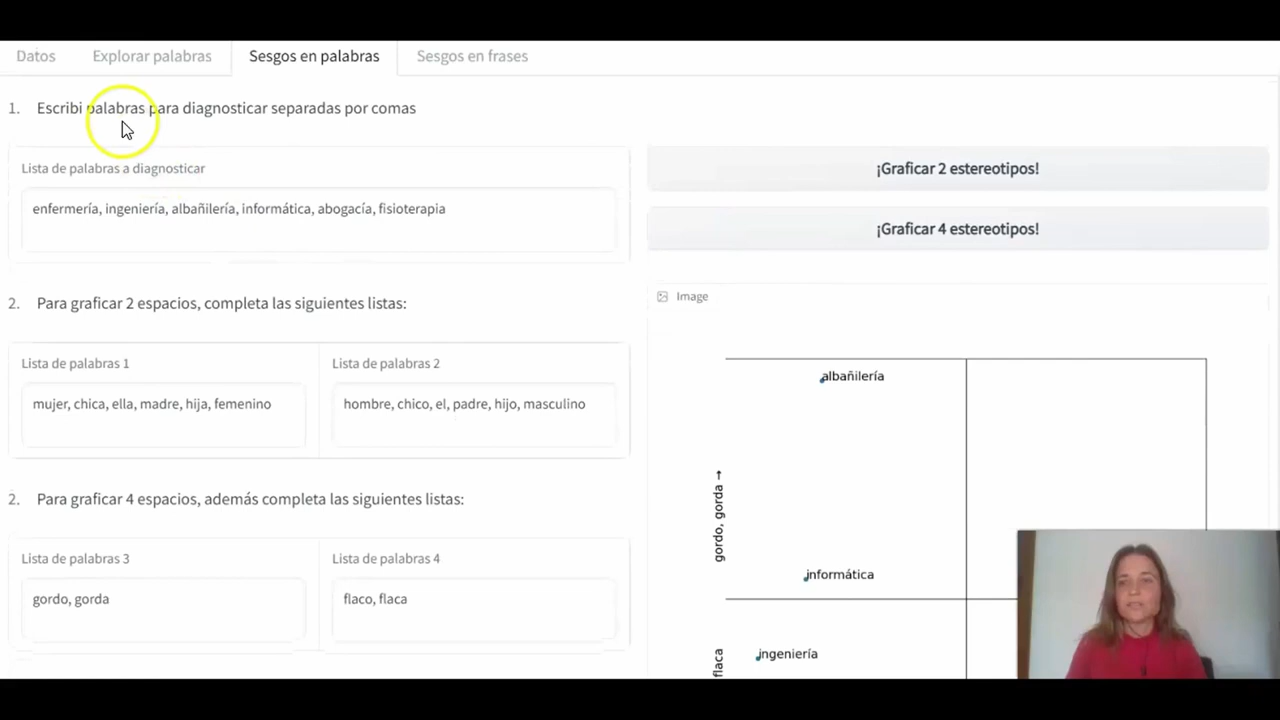 Datos Explorar palabras Sesgos en palabras Sesgos en frases
1. Escribi palabras para diagnosticar separadas por comas
Lista de palabras a diagnosticar
enfermería, ingeniería, albañilería, informática, abogacía, fisioterapia
¡Graficar 2 estereotipos!
¡Graficar 4 estereotipos!
2. Para graficar 2 espacios, completa las siguientes listas:
Lista de palabras 1
mujer, chica, ella, madre, hija, femenino
Lista de palabras 2
hombre, chico, el, padre, hijo, masculino
2. Para graficar 4 espacios, además completa las siguientes listas:
Lista de palabras 3
gordo, gorda
Lista de palabras 4
flaco, flaca
Image
albañilería
gordo, gorda →
informática
ingeniería
flaca